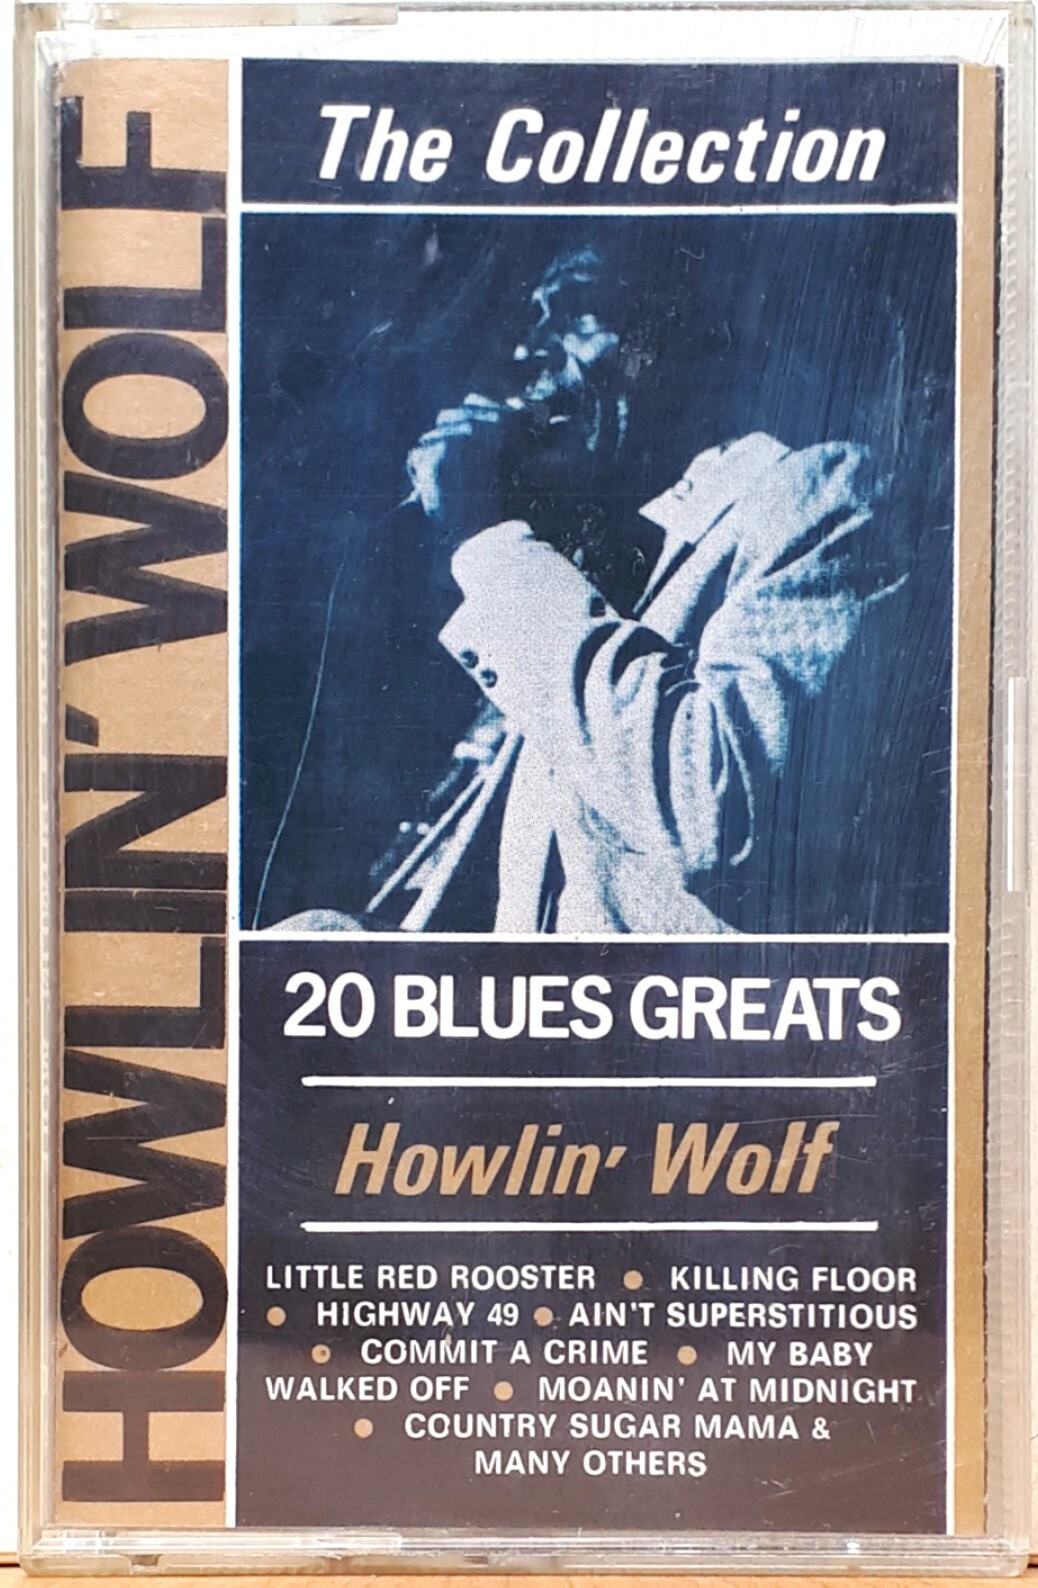 HOWLIN' WOLF
The Collection
20 BLUES GREATS
Howlin' Wolf
LITTLE RED ROOSTER • KILLING FLOOR
• HIGHWAY 49 • AIN'T SUPERSTITIOUS
• COMMIT A CRIME • MY BABY
WALKED OFF • MOANIN' AT MIDNIGHT
• COUNTRY SUGAR MAMA &
MANY OTHERS